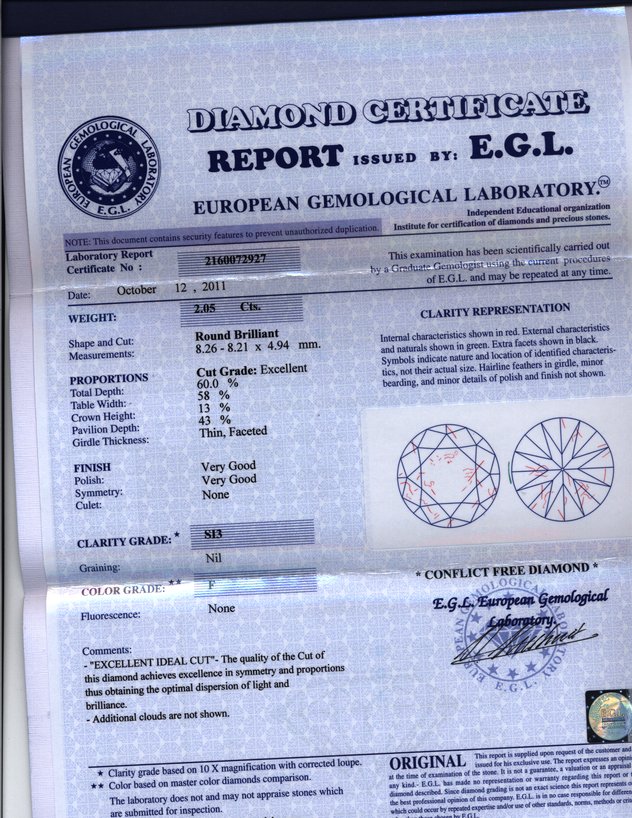 DIAMOND CERTIFICATE
REPORT ISSUED BY: E.G.L.
EUROPEAN GEMOLOGICAL LABORATORY.™
EUROPEAN GEMOLOGICAL LABORATORY
E.G.L.
Independent Educational organization
Institute for certification of diamonds and precious stones.
NOTE: This document contains security features to prevent unauthorized duplication.
Laboratory Report
Certificate No : 2160072927
This examination has been scientifically carried out
by a Graduate Gemologist using the current procedures
of E.G.L. and may be repeated at any time.
Date: October 12 , 2011
WEIGHT: 2.05 Cts.
Shape and Cut: Round Brilliant
Measurements: 8.26 - 8.21 x 4.94 mm.
PROPORTIONS Cut Grade: Excellent
Total Depth: 60.0 %
Table Width: 58 %
Crown Height: 13 %
Pavilion Depth: 43 %
Girdle Thickness: Thin, Faceted
FINISH
Polish: Very Good
Symmetry: Very Good
Culet: None
CLARITY GRADE:★ SI3
Graining: Nil
COLOR GRADE:★★ F
Fluorescence: None
CLARITY REPRESENTATION
Internal characteristics shown in red. External characteristics
and naturals shown in green. Extra facets shown in black.
Symbols indicate nature and location of identified characteris-
tics, not their actual size. Hairline feathers in girdle, minor
bearding, and minor details of polish and finish not shown.
* CONFLICT FREE DIAMOND *
E.G.L. European Gemological
Laboratory.
E.G.L.
Comments:
- "EXCELLENT IDEAL CUT"- The quality of the Cut of
this diamond achieves excellence in symmetry and proportions
thus obtaining the optimal dispersion of light and
brilliance.
- Additional clouds are not shown.
★ Clarity grade based on 10 X magnification with corrected loupe.
★★ Color based on master color diamonds comparison.
The laboratory does not and may not appraise stones which
are submitted for inspection.
ORIGINAL
This report is supplied upon request of the customer and
issued for his exclusive use. The report expresses an opin
at the time of examination of the stone. It is not a guarantee, a valuation or an appraisal
any kind.- E.G.L. has made no representation or warranty regarding this report or
diamond described. Since diamond grading is not an exact science this report represents
the best professional opinion of this company. E.G.L. is in no case responsible for differen
which could occur by repeated expertise and/or use of other standards, norms, methods or crite